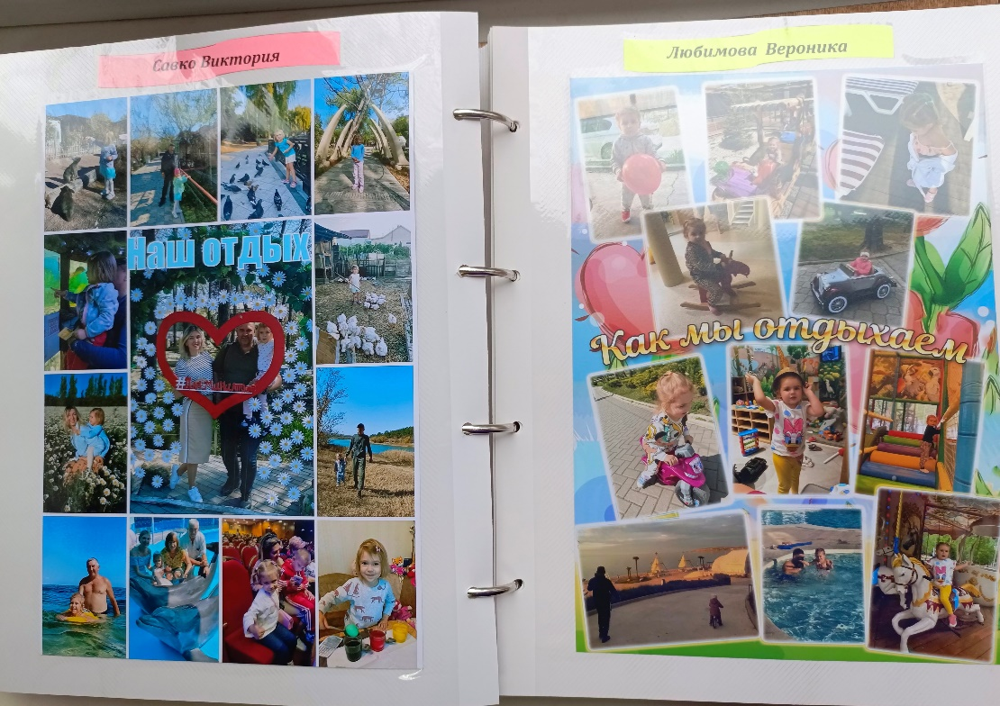 Савко Виктория
Наш отдых
Любимова Вероника
Как мы отдыхаем